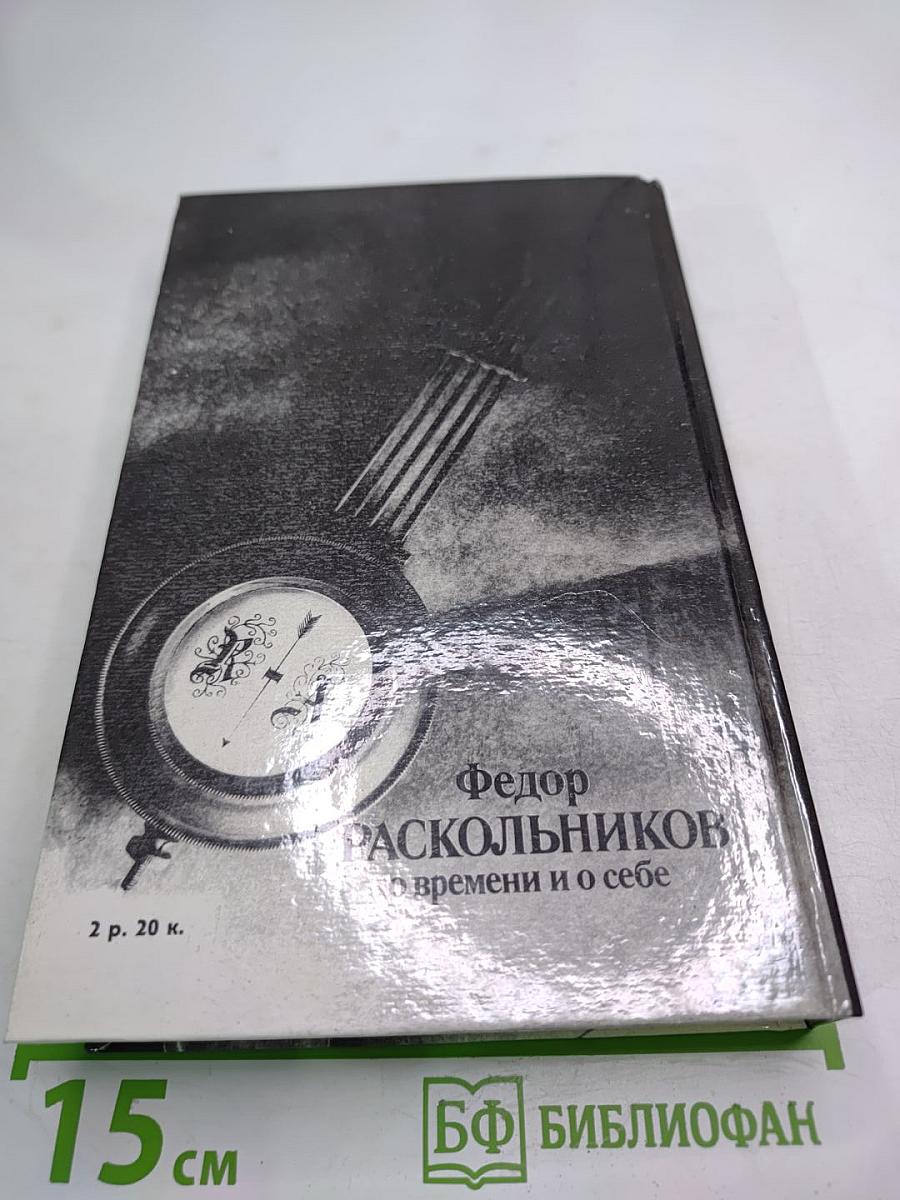 Федор
РАСКОЛЬНИКОВ
о времени и о себе
2 р. 20 к.
15 см
БФ БИБЛИОФАН